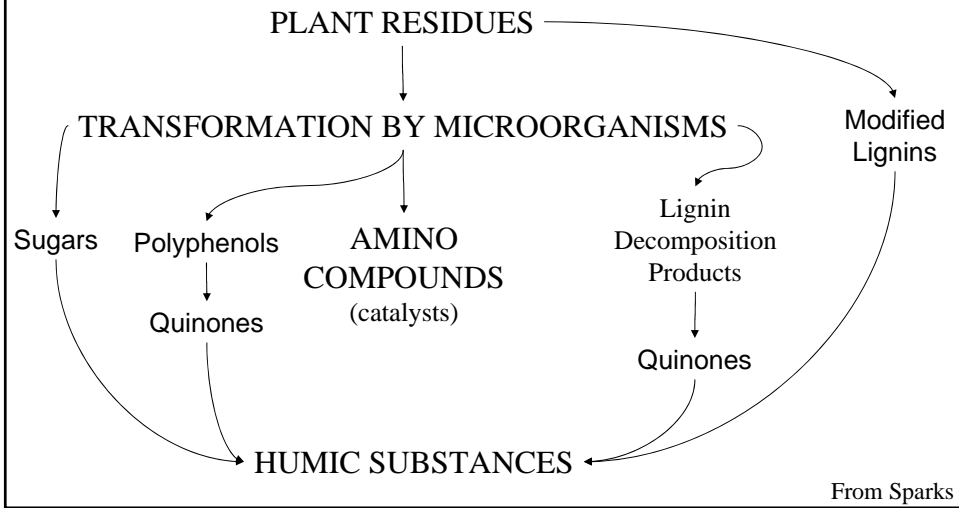 PLANT RESIDUES
TRANSFORMATION BY MICROORGANISMS
Modified
Lignins
Sugars
Polyphenols
Quinones
AMINO
COMPOUNDS
(catalysts)
Lignin
Decomposition
Products
Quinones
HUMIC SUBSTANCES
From Sparks